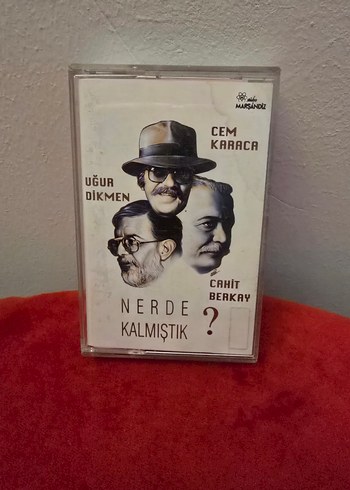 MARŞANDİZ
CEM
KARACA
UĞUR
DİKMEN
CAHİT
BERKAY
NERDE
KALMIŞTIK ?